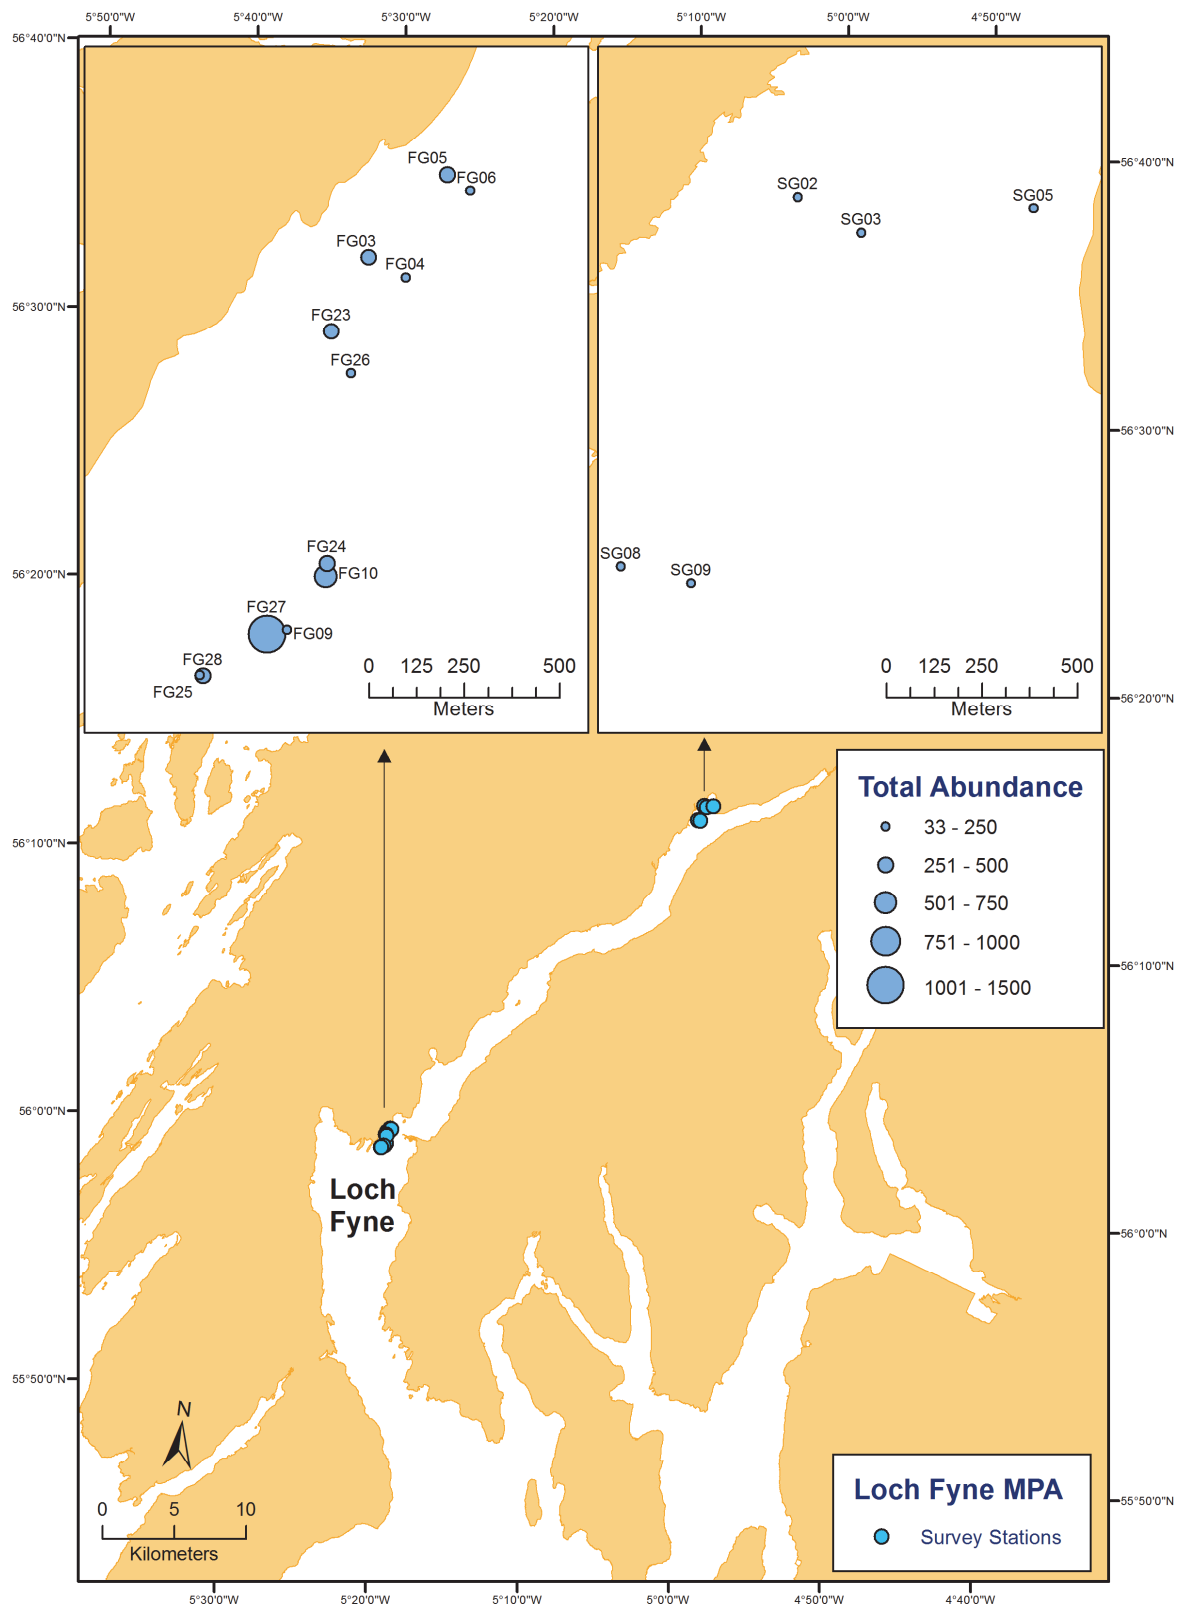 5°50'0"W 5°40'0"W 5°30'0"W 5°20'0"W 5°10'0"W 5°0'0"W 4°50'0"W
56°40'0"N
56°30'0"N
56°20'0"N
56°10'0"N
56°0'0"N
55°50'0"N
FG05
FG06
FG03
FG04
FG23
FG26
FG24
FG10
FG27
FG09
FG28
FG25
0 125 250 500
Meters
SG02
SG05
SG03
SG08
SG09
0 125 250 500
Meters
56°40'0"N
56°30'0"N
56°20'0"N
56°10'0"N
56°0'0"N
55°50'0"N
Total Abundance
33 - 250
251 - 500
501 - 750
751 - 1000
1001 - 1500
Loch
Fyne
N
0 5 10
Kilometers
Loch Fyne MPA
Survey Stations
5°30'0"W 5°20'0"W 5°10'0"W 5°0'0"W 4°50'0"W 4°40'0"W